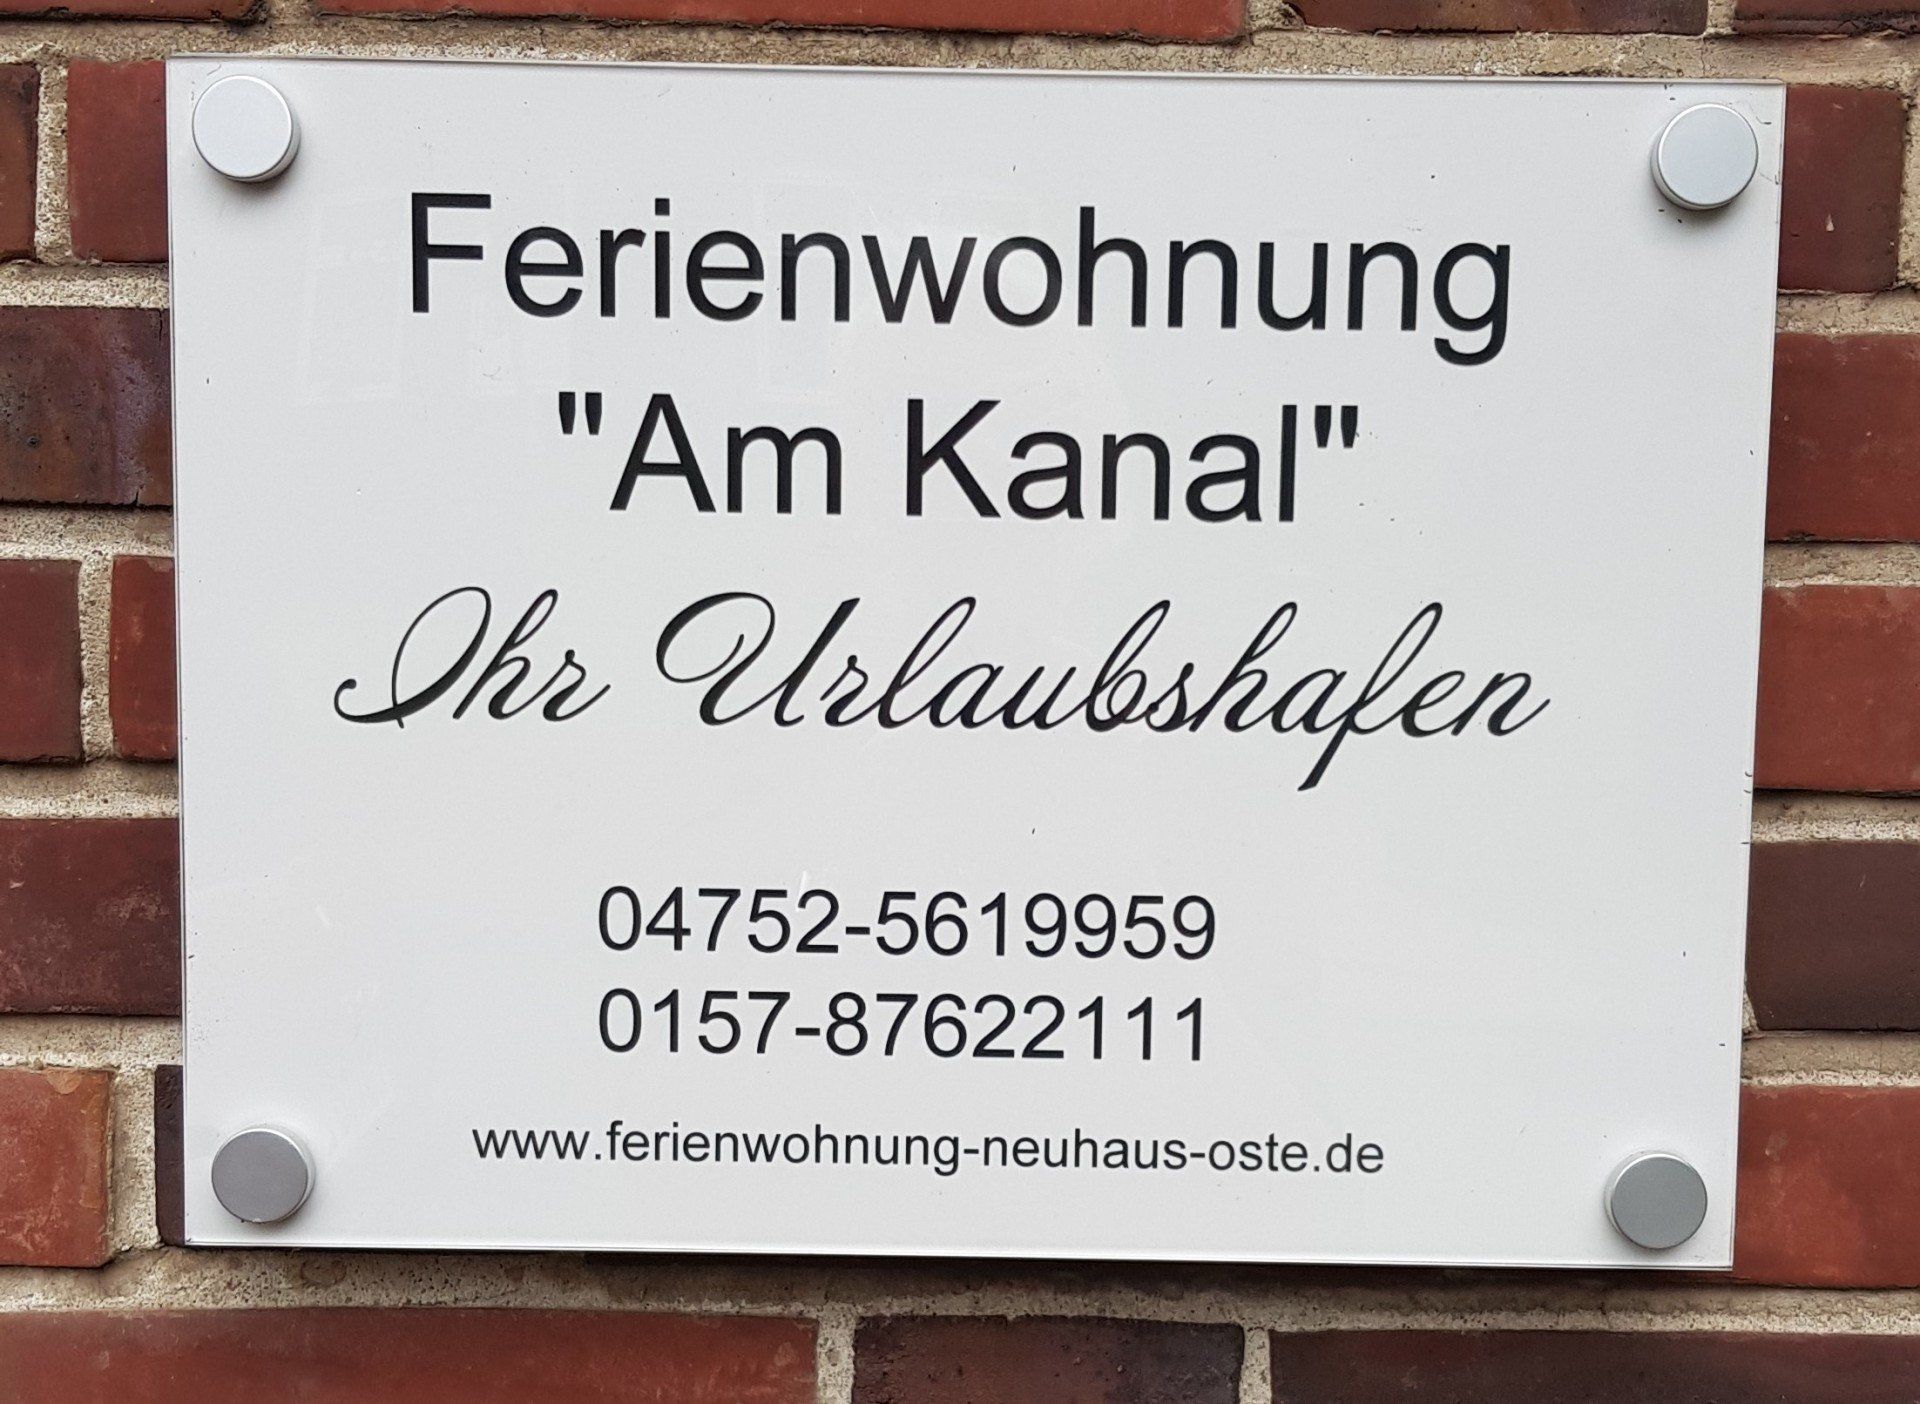 Ferienwohnung
"Am Kanal"
Ihr Urlaubshafen
04752-5619959
0157-87622111
www.ferienwohnung-neuhaus-oste.de